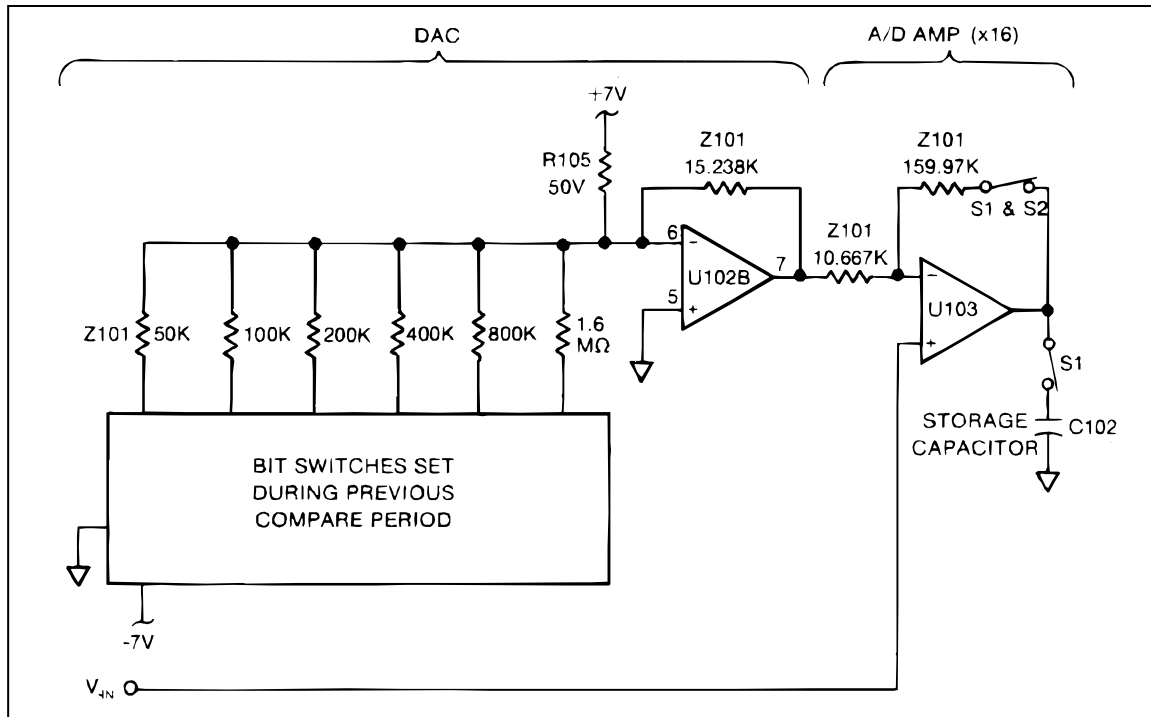 DAC
A/D AMP (x16)
+7V
R105
50V
Z101
15.238K
Z101
159.97K
S1 & S2
Z101
10.667K
6
-
U102B
7
5
+
-
U103
+
Z101
50K
100K
200K
400K
800K
1.6
MΩ
S1
STORAGE
CAPACITOR
C102
BIT SWITCHES SET
DURING PREVIOUS
COMPARE PERIOD
-7V